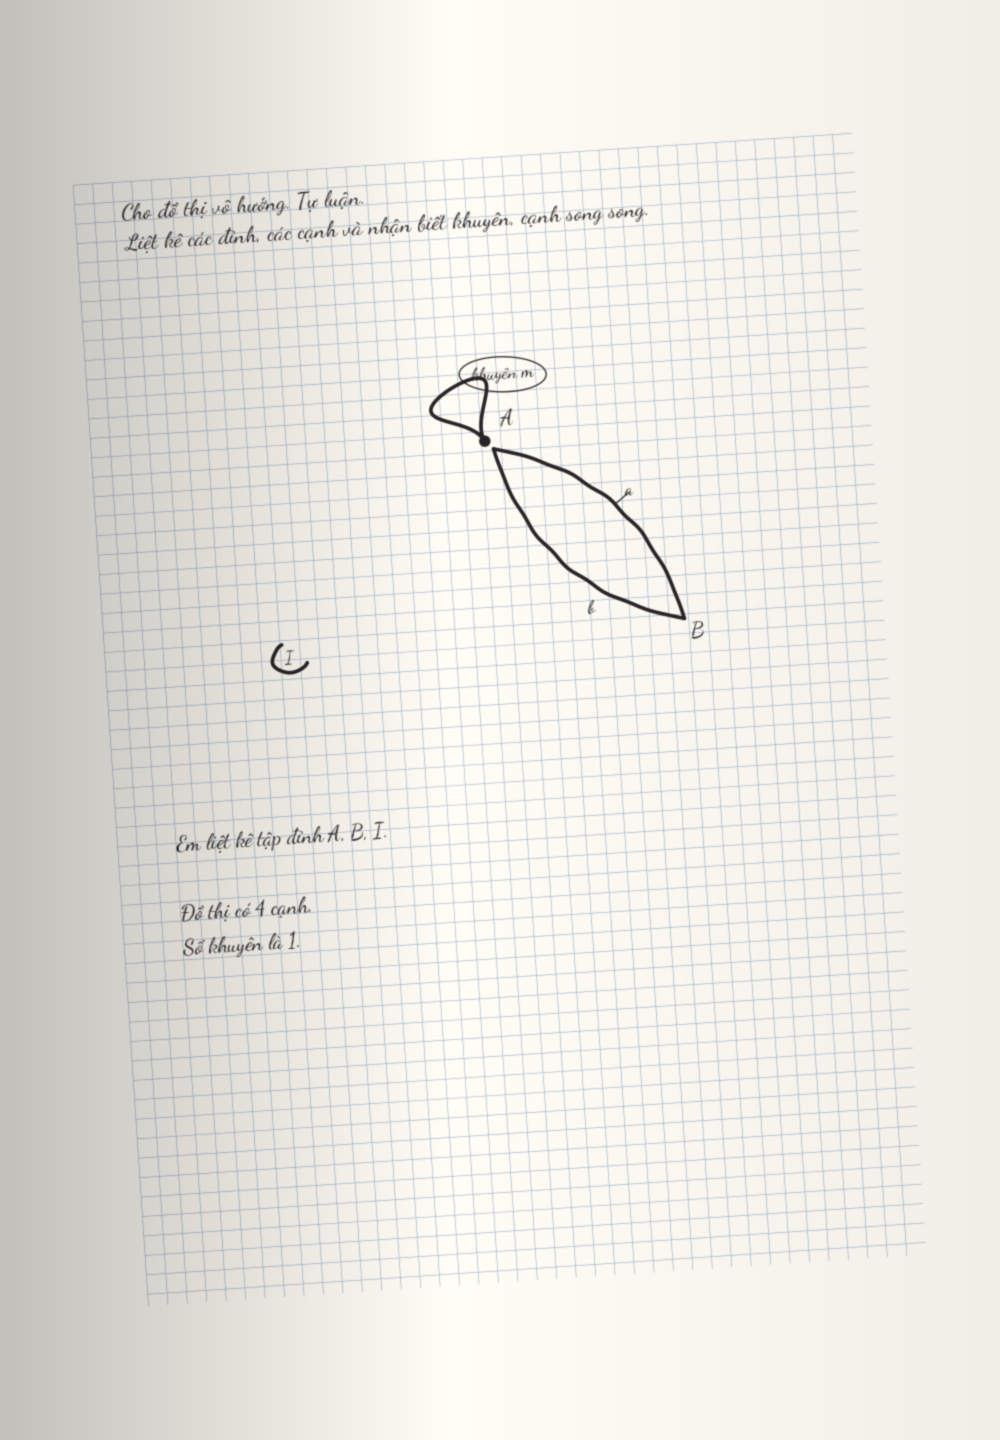 Cho đồ thị vô hướng. Tự luận.
Liệt kê các đỉnh, các cạnh và nhận biết khuyên, cạnh song song.
khuyên m
A
a
b
B
I
Em liệt kê tập đỉnh A, B, I.
Đồ thị có 4 cạnh.
Số khuyên là 1.